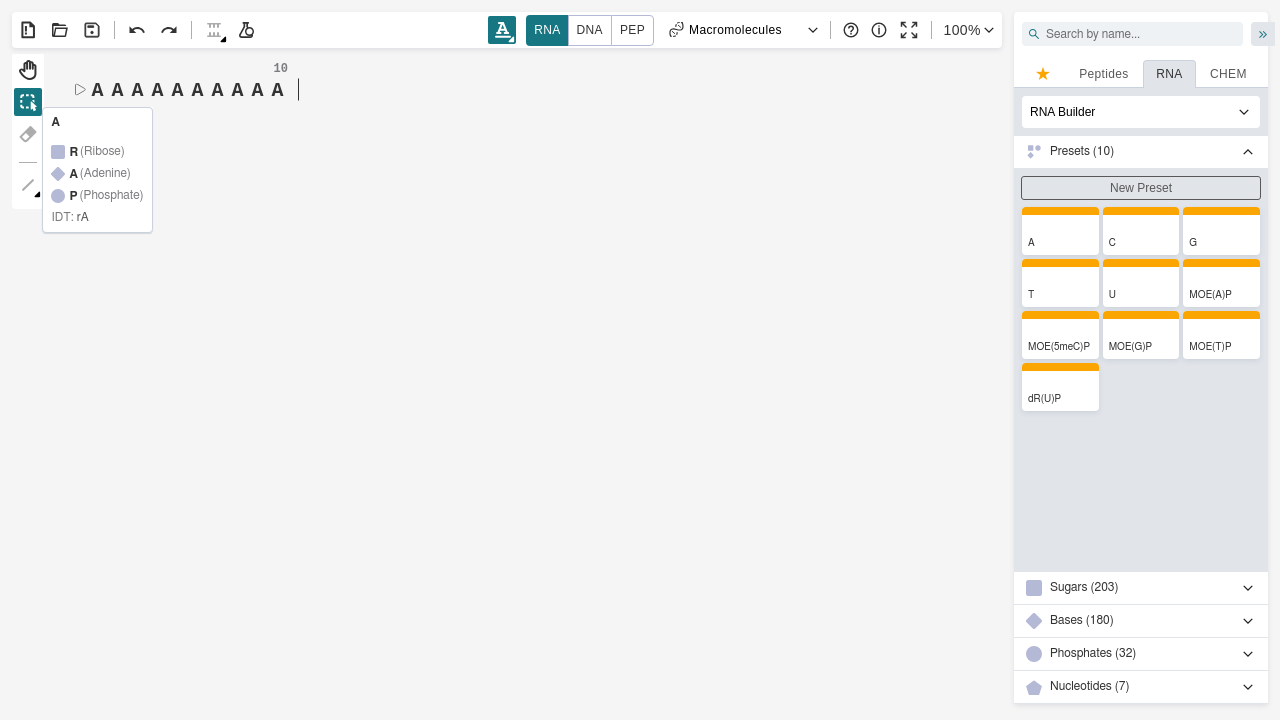 A RNA DNA PEP Macromolecules 100% Search by name...
Peptides RNA CHEM
10
A A A A A A A A A A
A
R (Ribose)
A (Adenine)
P (Phosphate)
IDT: rA
RNA Builder
Presets (10)
New Preset
A C G
T U MOE(A)P
MOE(5meC)P MOE(G)P MOE(T)P
dR(U)P
Sugars (203)
Bases (180)
Phosphates (32)
Nucleotides (7)